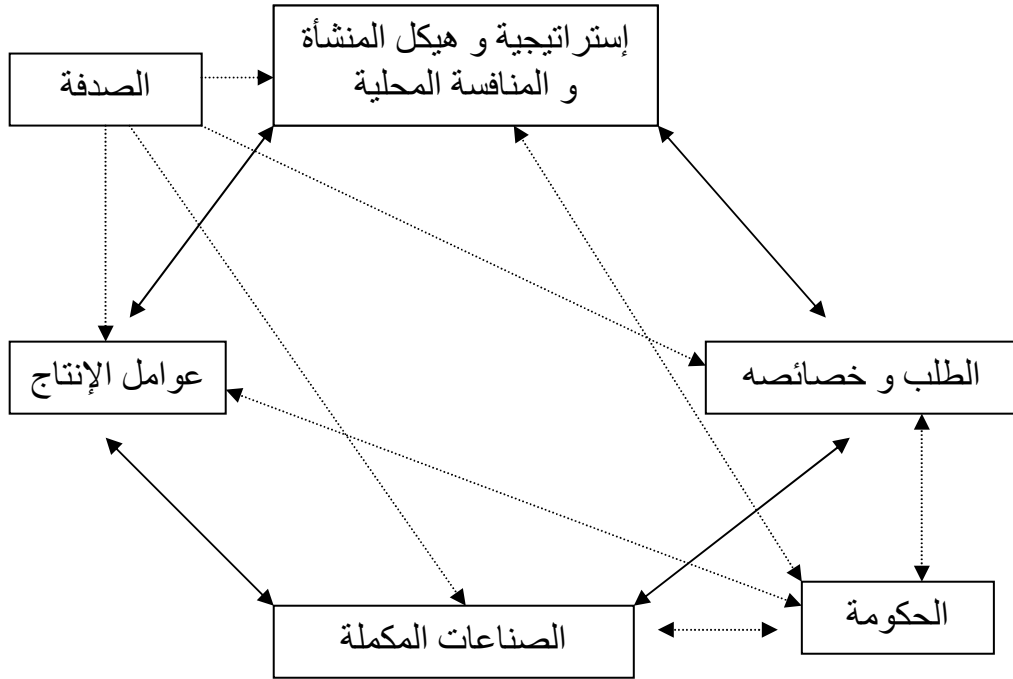 إستراتيجية و هيكل المنشأة
و المنافسة المحلية
الصدفة
الطلب و خصائصه
عوامل الإنتاج
الحكومة
الصناعات المكملة